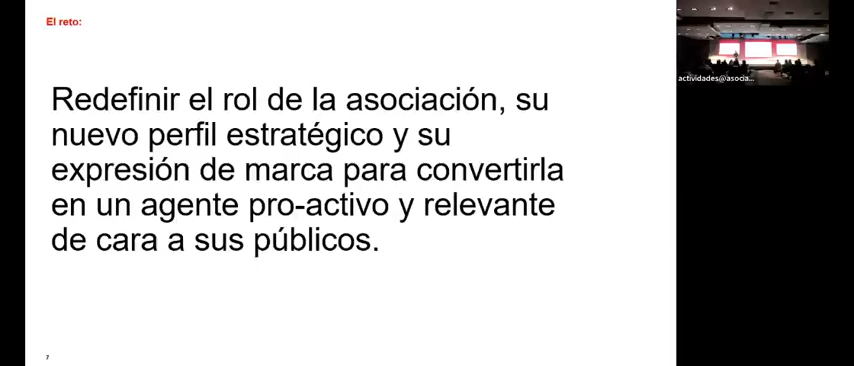 El reto:
Redefinir el rol de la asociación, su
nuevo perfil estratégico y su
expresión de marca para convertirla
en un agente pro-activo y relevante
de cara a sus públicos.
7
actividades@asocia...